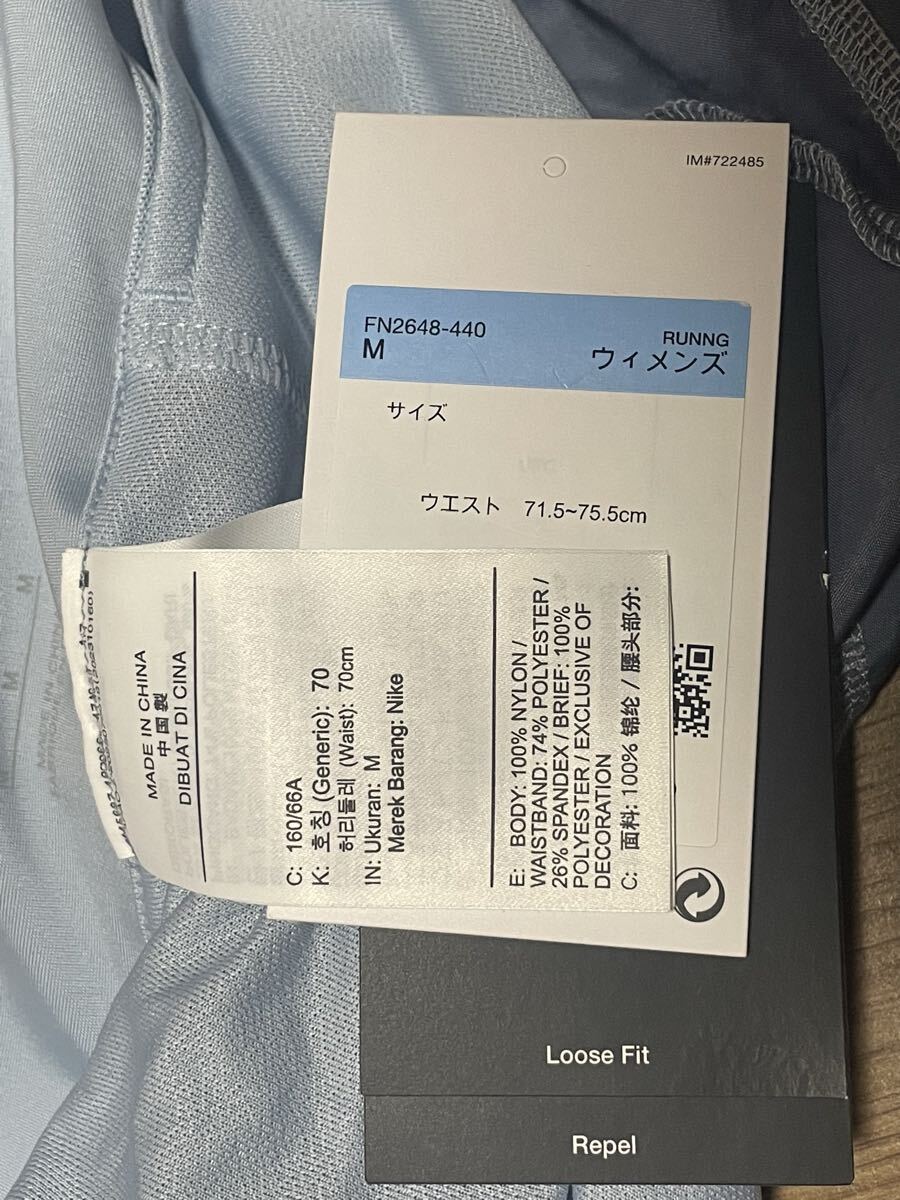 IM#722485
FN2648-440
M
RUNNG
ウィメンズ
サイズ
ウエスト 71.5~75.5cm
MADE IN CHINA
中国製
DIBUAT DI CINA
C: 160/66A
K: 호칭 (Generic): 70
허리둘레 (Waist): 70cm
IN: Ukuran: M
Merek Barang: Nike
E: BODY: 100% NYLON /
WAISTBAND: 74% POLYESTER /
26% SPANDEX / BRIEF: 100%
POLYESTER / EXCLUSIVE OF
DECORATION
C: 面料: 100% 锦纶 / 腰头部分:
Loose Fit
Repel
M